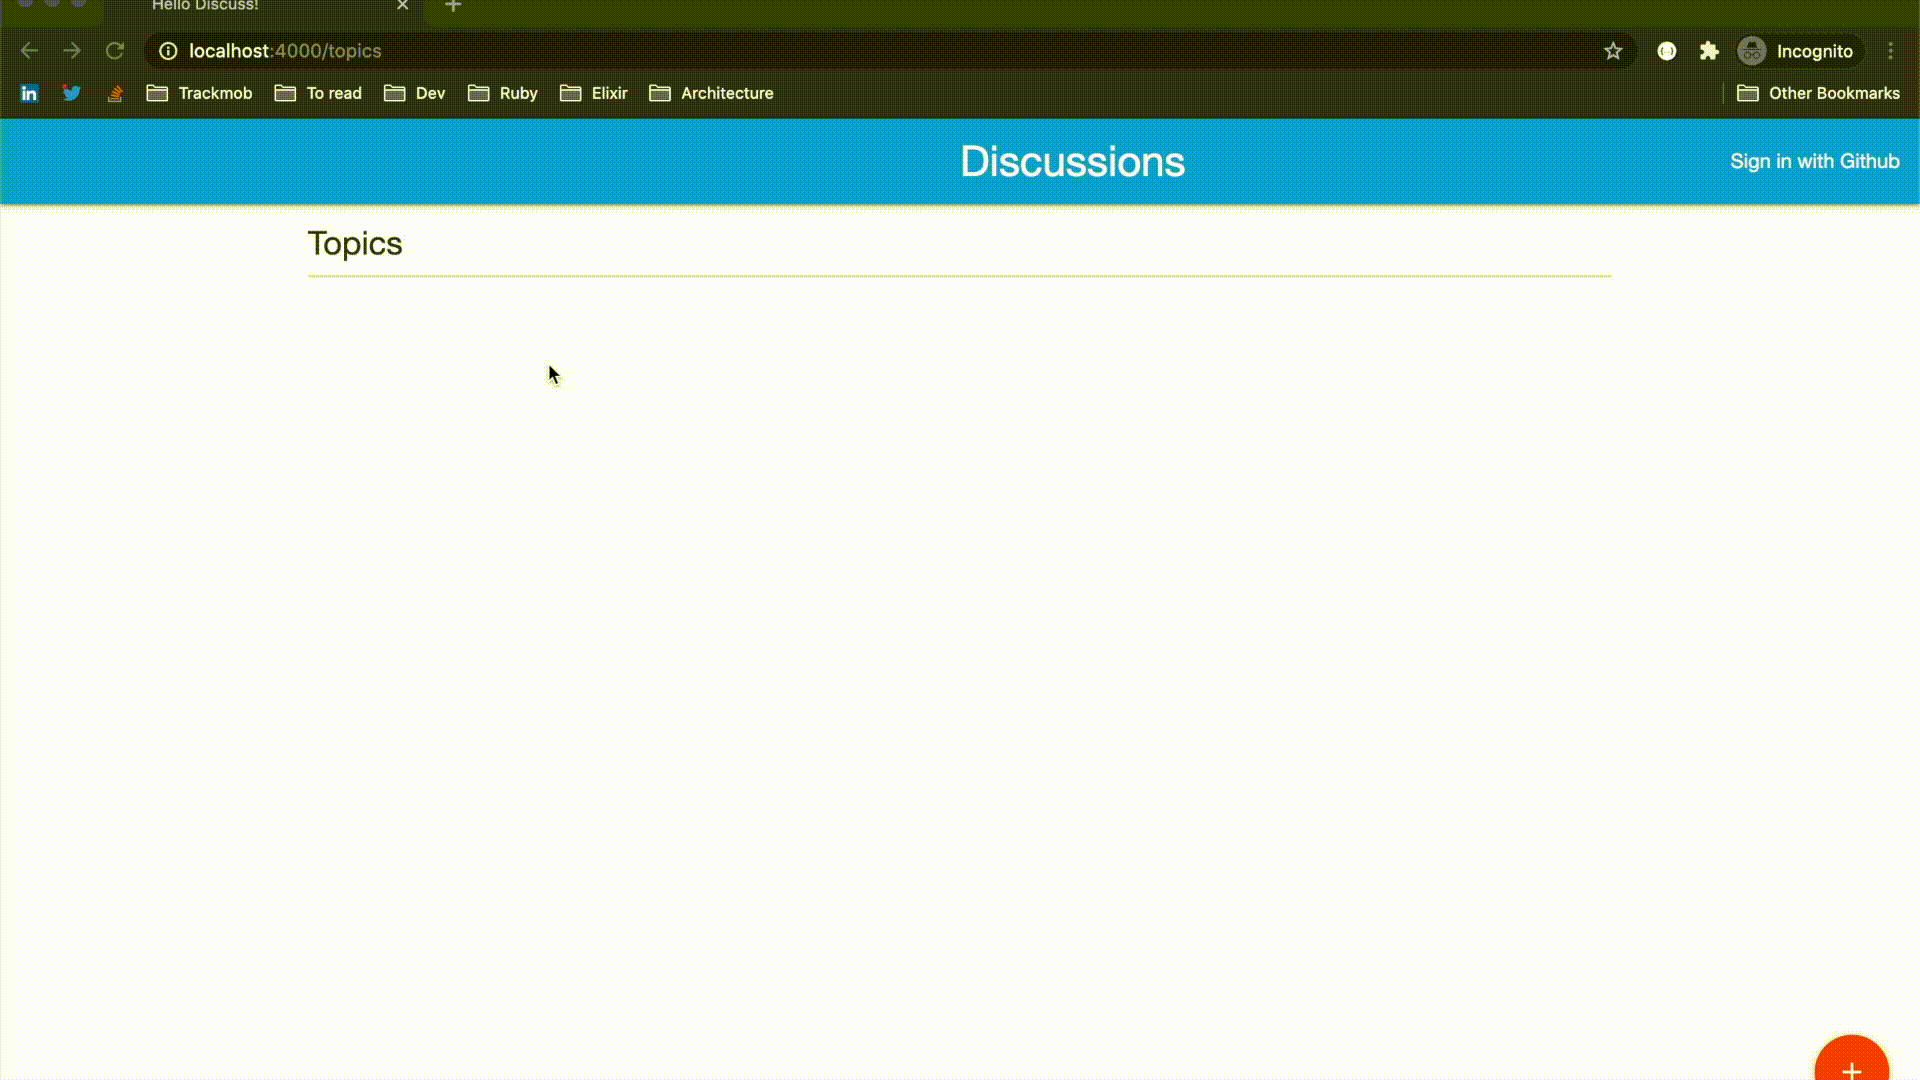 Hello Discuss!
localhost:4000/topics
Incognito
in
Trackmob
To read
Dev
Ruby
Elixir
Architecture
Other Bookmarks
Discussions
Sign in with Github
Topics